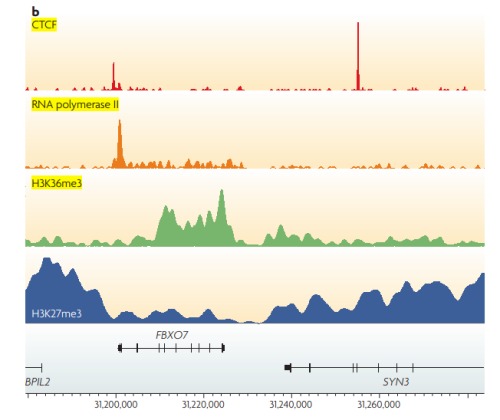 b
CTCF
RNA polymerase II
H3K36me3
H3K27me3
FBXO7
BPIL2
SYN3
31,200,000 31,220,000 31,240,000 31,260,000